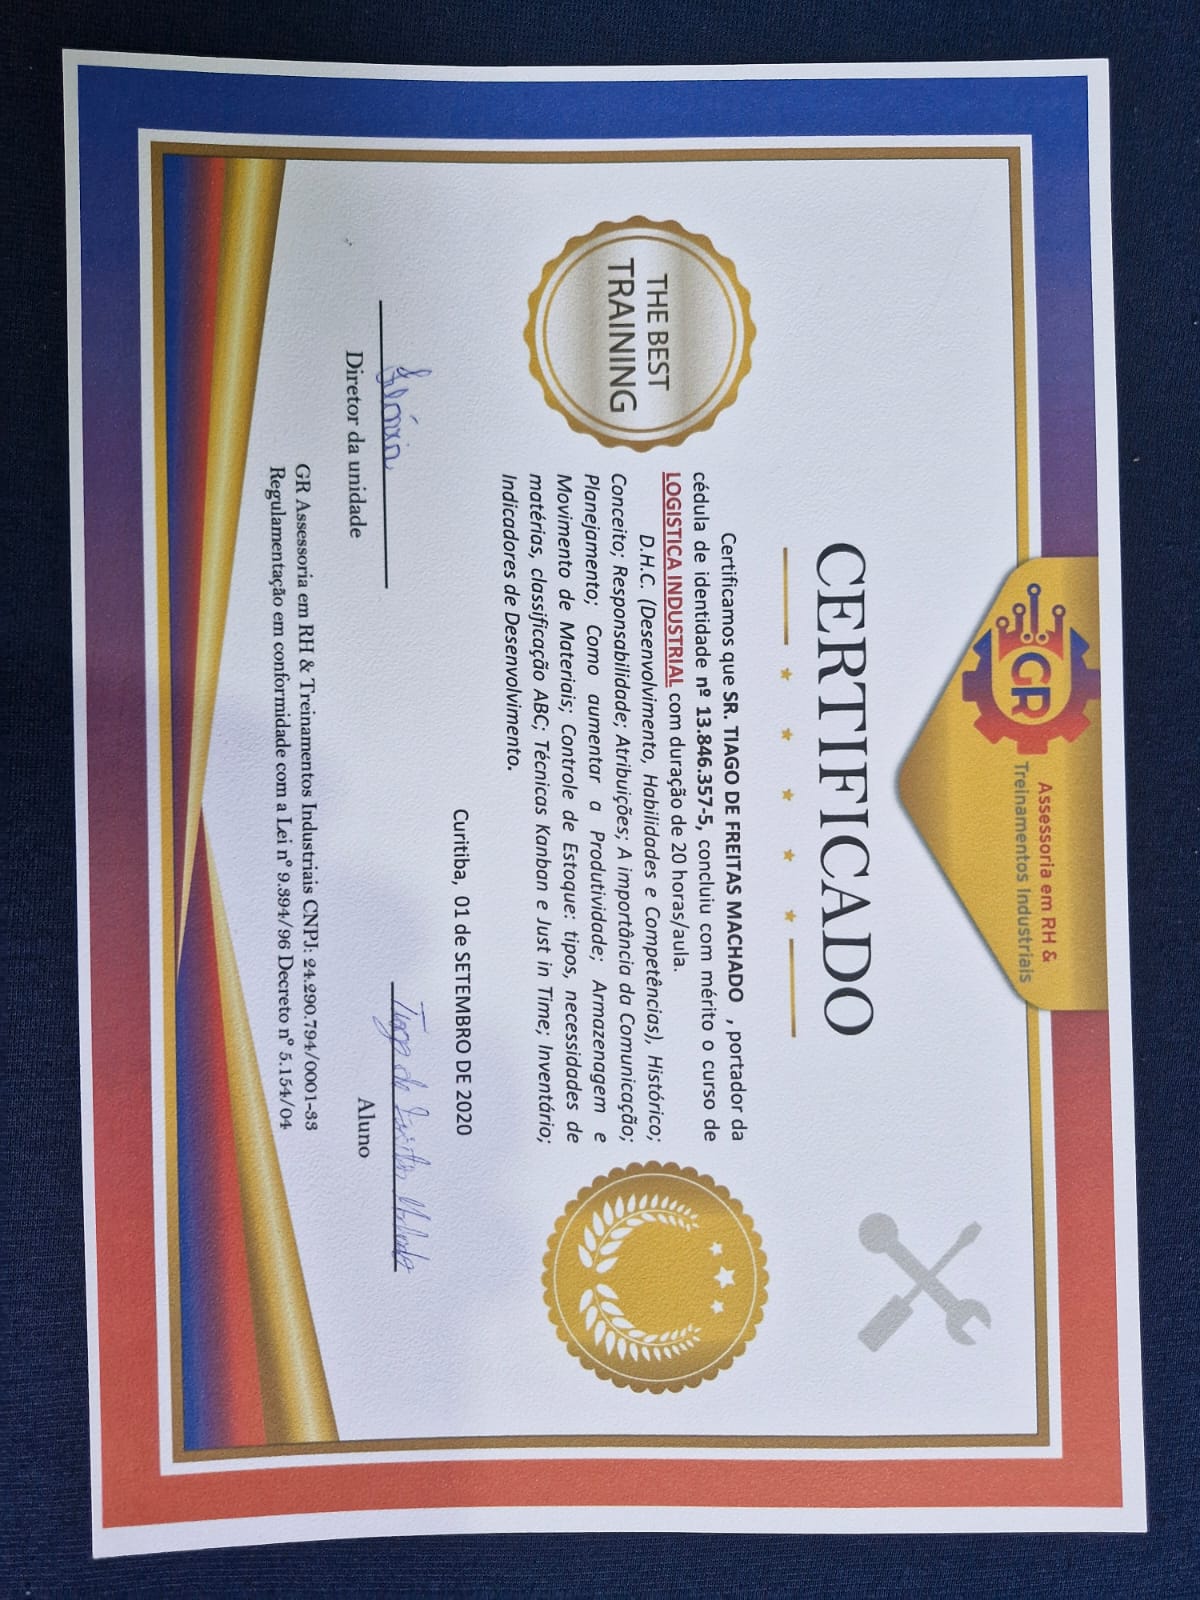 GR
Assessoria em RH &
Treinamentos Industriais
CERTIFICADO
THE BEST
TRAINING
Certificamos que SR. TIAGO DE FREITAS MACHADO , portador da
cédula de identidade nº 13.846.357-5, concluiu com mérito o curso de
LOGISTICA INDUSTRIAL com duração de 20 horas/aula.
D.H.C. (Desenvolvimento, Habilidades e Competências), Histórico;
Conceito; Responsabilidade; Atribuições; A importância da Comunicação;
Planejamento; Como aumentar a Produtividade; Armazenagem e
Movimento de Materiais; Controle de Estoque: tipos, necessidades de
matérias, classificação ABC; Técnicas Kanban e Just in Time; Inventário;
Indicadores de Desenvolvimento.
Curitiba, 01 de SETEMBRO DE 2020
Diretor da unidade
Tiago de Freitas Machado
Aluno
GR Assessoria em RH & Treinamentos Industriais CNPJ: 24.290.794/0001-33
Regulamentação em conformidade com a Lei nº 9.394/96 Decreto nº 5.154/04